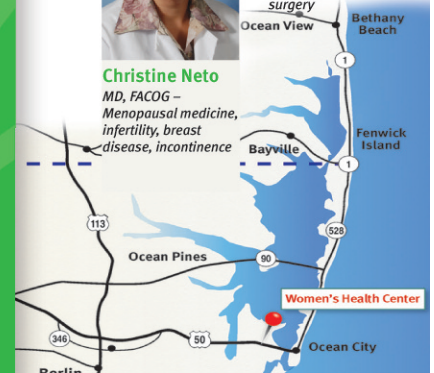 surgery
Ocean View
Bethany
Beach
1
Christine Neto
MD, FACOG –
Menopausal medicine,
infertility, breast
disease, incontinence
Bayville
Fenwick
Island
1
113
528
Ocean Pines
90
Women's Health Center
346
50
Ocean City
Berlin